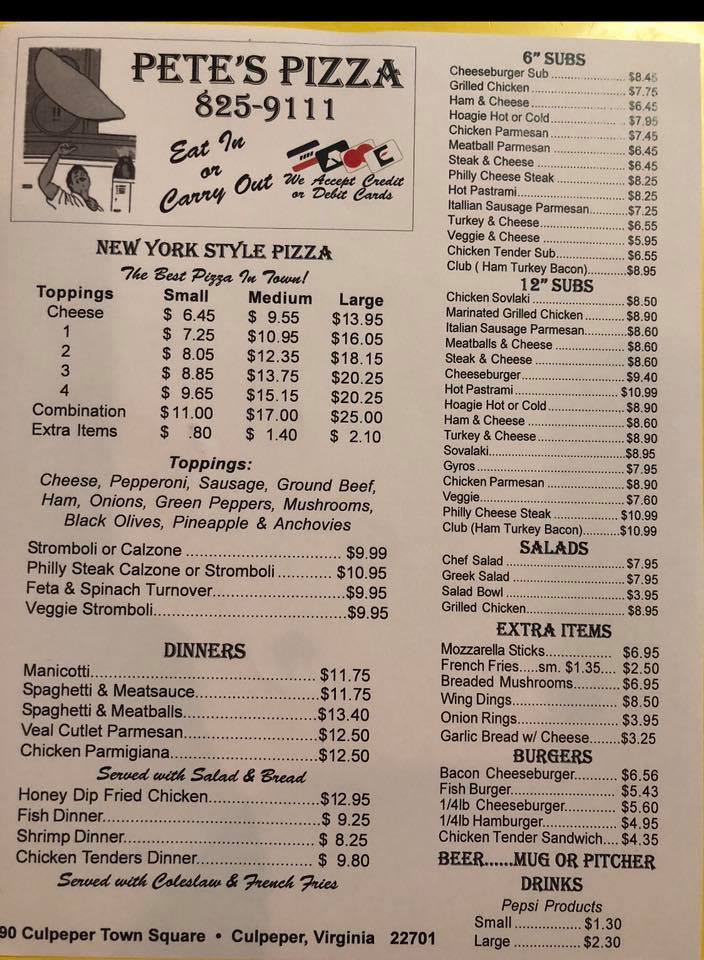 PETE'S PIZZA
825-9111
Eat In
or
Carry Out
We Accept Credit
or Debit Cards
NEW YORK STYLE PIZZA
The Best Pizza In Town!
Toppings Small Medium Large
Cheese $ 6.45 $ 9.55 $13.95
1 $ 7.25 $10.95 $16.05
2 $ 8.05 $12.35 $18.15
3 $ 8.85 $13.75 $20.25
4 $ 9.65 $15.15 $20.25
Combination $11.00 $17.00 $25.00
Extra Items $ .80 $ 1.40 $ 2.10
Toppings:
Cheese, Pepperoni, Sausage, Ground Beef,
Ham, Onions, Green Peppers, Mushrooms,
Black Olives, Pineapple & Anchovies
Stromboli or Calzone ................................... $9.99
Philly Steak Calzone or Stromboli ............ $10.95
Feta & Spinach Turnover............................$9.95
Veggie Stromboli.........................................$9.95
DINNERS
Manicotti.................................................. $11.75
Spaghetti & Meatsauce...........................$11.75
Spaghetti & Meatballs.............................$13.40
Veal Cutlet Parmesan.............................$12.50
Chicken Parmigiana................................$12.50
Served with Salad & Bread
Honey Dip Fried Chicken........................$12.95
Fish Dinner..............................................$ 9.25
Shrimp Dinner......................................... $ 8.25
Chicken Tenders Dinner......................... $ 9.80
Served with Coleslaw & French Fries
90 Culpeper Town Square • Culpeper, Virginia 22701
6" SUBS
Cheeseburger Sub ...................... $8.45
Grilled Chicken............................ $7.75
Ham & Cheese............................ $6.45
Hoagie Hot or Cold...................... $7.95
Chicken Parmesan...................... $7.45
Meatball Parmesan...................... $6.45
Steak & Cheese .......................... $6.45
Philly Cheese Steak .................... $8.25
Hot Pastrami................................ $8.25
Itallian Sausage Parmesan........... $7.25
Turkey & Cheese......................... $6.55
Veggie & Cheese ........................ $5.95
Chicken Tender Sub..................... $6.55
Club ( Ham Turkey Bacon)............$8.95
12" SUBS
Chicken Sovlaki ............................$8.50
Marinated Grilled Chicken .............$8.90
Italian Sausage Parmesan.............$8.60
Meatballs & Cheese ......................$8.60
Steak & Cheese ............................$8.60
Cheeseburger................................$9.40
Hot Pastrami................................ $10.99
Hoagie Hot or Cold........................$8.90
Ham & Cheese ..............................$8.60
Turkey & Cheese...........................$8.90
Sovalaki.........................................$8.95
Gyros .............................................$7.95
Chicken Parmesan ........................$8.90
Veggie............................................$7.60
Philly Cheese Steak .................... $10.99
Club (Ham Turkey Bacon)...........$10.99
SALADS
Chef Salad ....................................$7.95
Greek Salad ..................................$7.95
Salad Bowl ....................................$3.95
Grilled Chicken..............................$8.95
EXTRA ITEMS
Mozzarella Sticks................ $6.95
French Fries.....sm. $1.35.... $2.50
Breaded Mushrooms........... $6.95
Wing Dings.......................... $8.50
Onion Rings......................... $3.95
Garlic Bread w/ Cheese.......$3.25
BURGERS
Bacon Cheeseburger.......... $6.56
Fish Burger.......................... $5.43
1/4lb Cheeseburger............. $5.60
1/4lb Hamburger.................. $4.95
Chicken Tender Sandwich.... $4.35
BEER......MUG OR PITCHER
DRINKS
Pepsi Products
Small ...............$1.30
Large ................$2.30